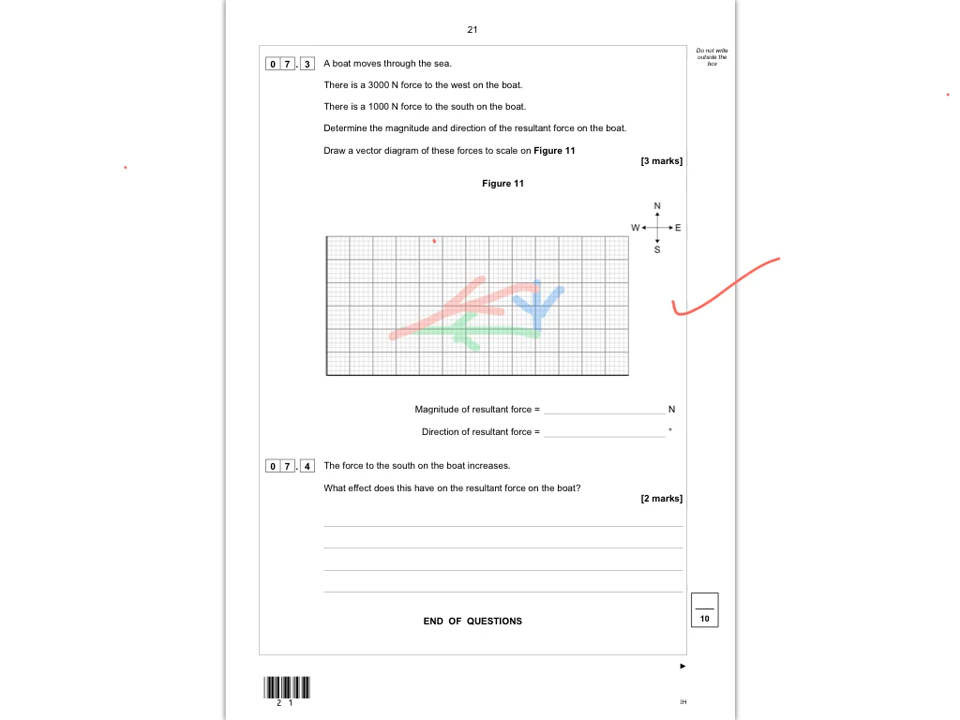 21
Do not write
outside the
box
0 7 . 3 A boat moves through the sea.
There is a 3000 N force to the west on the boat.
There is a 1000 N force to the south on the boat.
Determine the magnitude and direction of the resultant force on the boat.
Draw a vector diagram of these forces to scale on Figure 11
[3 marks]
Figure 11
N
W E
S
Magnitude of resultant force = N
Direction of resultant force = °
0 7 . 4 The force to the south on the boat increases.
What effect does this have on the resultant force on the boat?
[2 marks]
10
END OF QUESTIONS
2 1